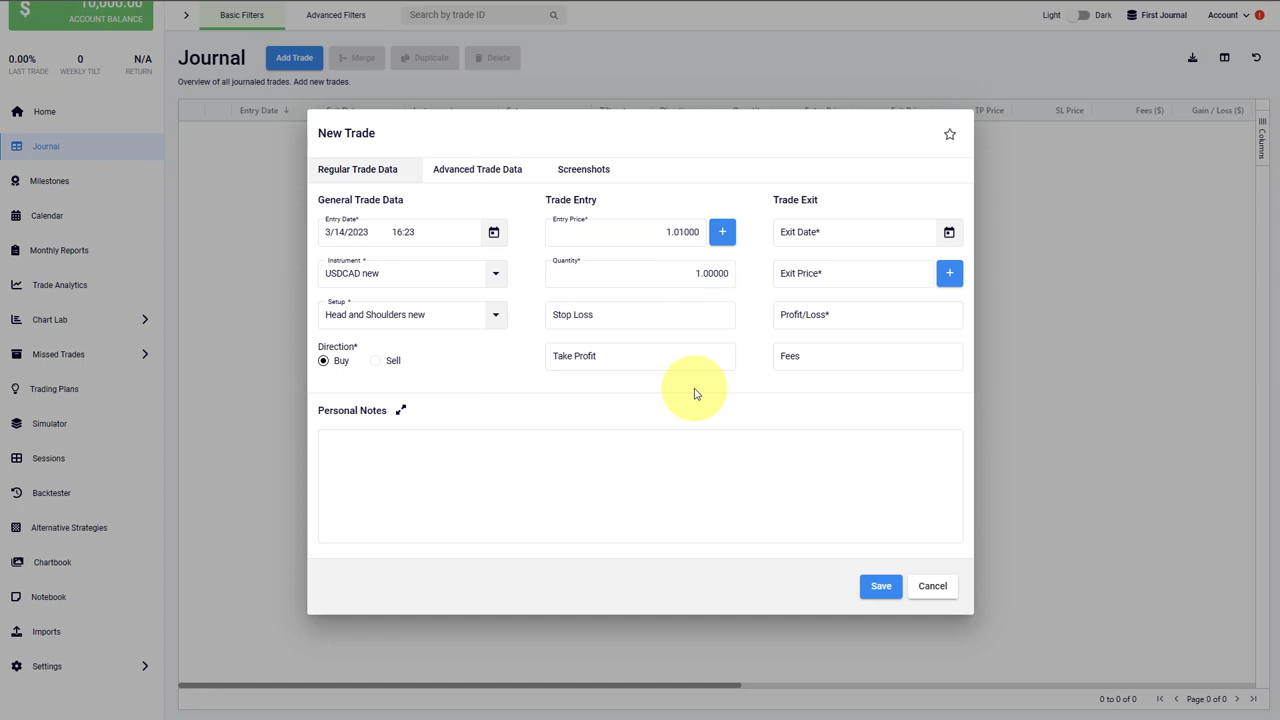 $
10,000.00
ACCOUNT BALANCE
0.00%
LAST TRADE
0
WEEKLY TILT
N/A
RETURN
Home
Journal
Milestones
Calendar
Monthly Reports
Trade Analytics
Chart Lab
Missed Trades
Trading Plans
Simulator
Sessions
Backtester
Alternative Strategies
Chartbook
Notebook
Imports
Settings
Basic Filters
Advanced Filters
Search by trade ID
Light
Dark
First Journal
Account
Journal
Add Trade
Merge
Duplicate
Delete
Overview of all journaled trades. Add new trades.
Entry Date
TP Price
SL Price
Fees ($)
Gain / Loss ($)
Columns
New Trade
Regular Trade Data
Advanced Trade Data
Screenshots
General Trade Data
Entry Date*
3/14/2023 16:23
Instrument *
USDCAD new
Setup *
Head and Shoulders new
Direction*
Buy
Sell
Trade Entry
Entry Price*
1.01000
+
Quantity*
1.00000
Stop Loss
Take Profit
Trade Exit
Exit Date*
Exit Price*
+
Profit/Loss*
Fees
Personal Notes
Save
Cancel
0 to 0 of 0
Page 0 of 0